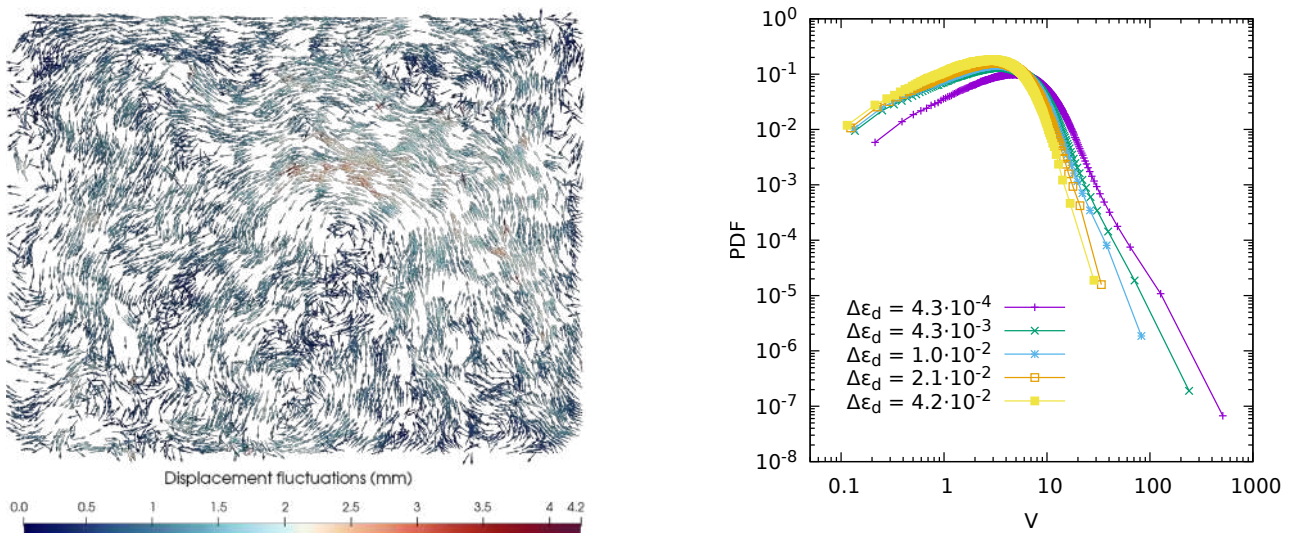 Displacement fluctuations (mm)
0.0 0.5 1 1.5 2 2.5 3 3.5 4 4.2
PDF
10^0
10^-1
10^-2
10^-3
10^-4
10^-5
10^-6
10^-7
10^-8
Δε_d = 4.3·10^-4
Δε_d = 4.3·10^-3
Δε_d = 1.0·10^-2
Δε_d = 2.1·10^-2
Δε_d = 4.2·10^-2
0.1 1 10 100 1000
V